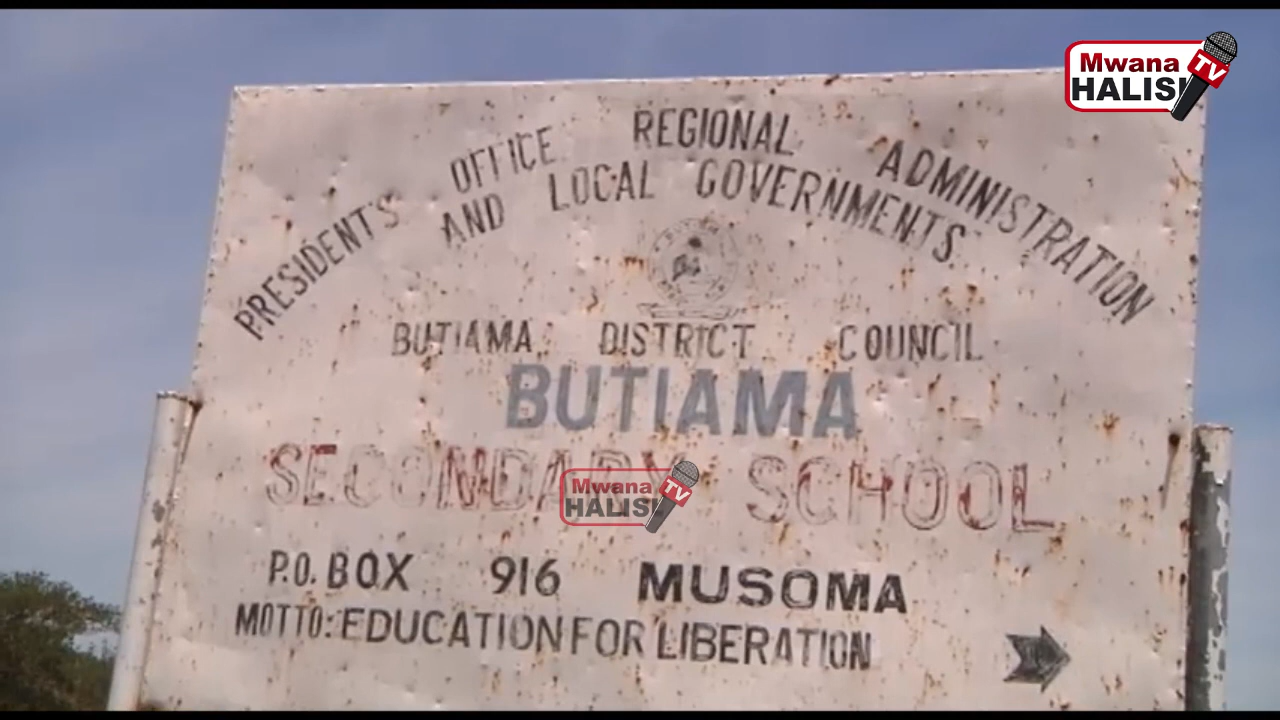 PRESIDENT'S OFFICE REGIONAL ADMINISTRATION
AND LOCAL GOVERNMENTS
BUTIAMA DISTRICT COUNCIL
BUTIAMA
SECONDARY SCHOOL
P.O. BOX 916 MUSOMA
MOTTO: EDUCATION FOR LIBERATION
Mwana
HALISI
TV
Mwana
HALISI
TV